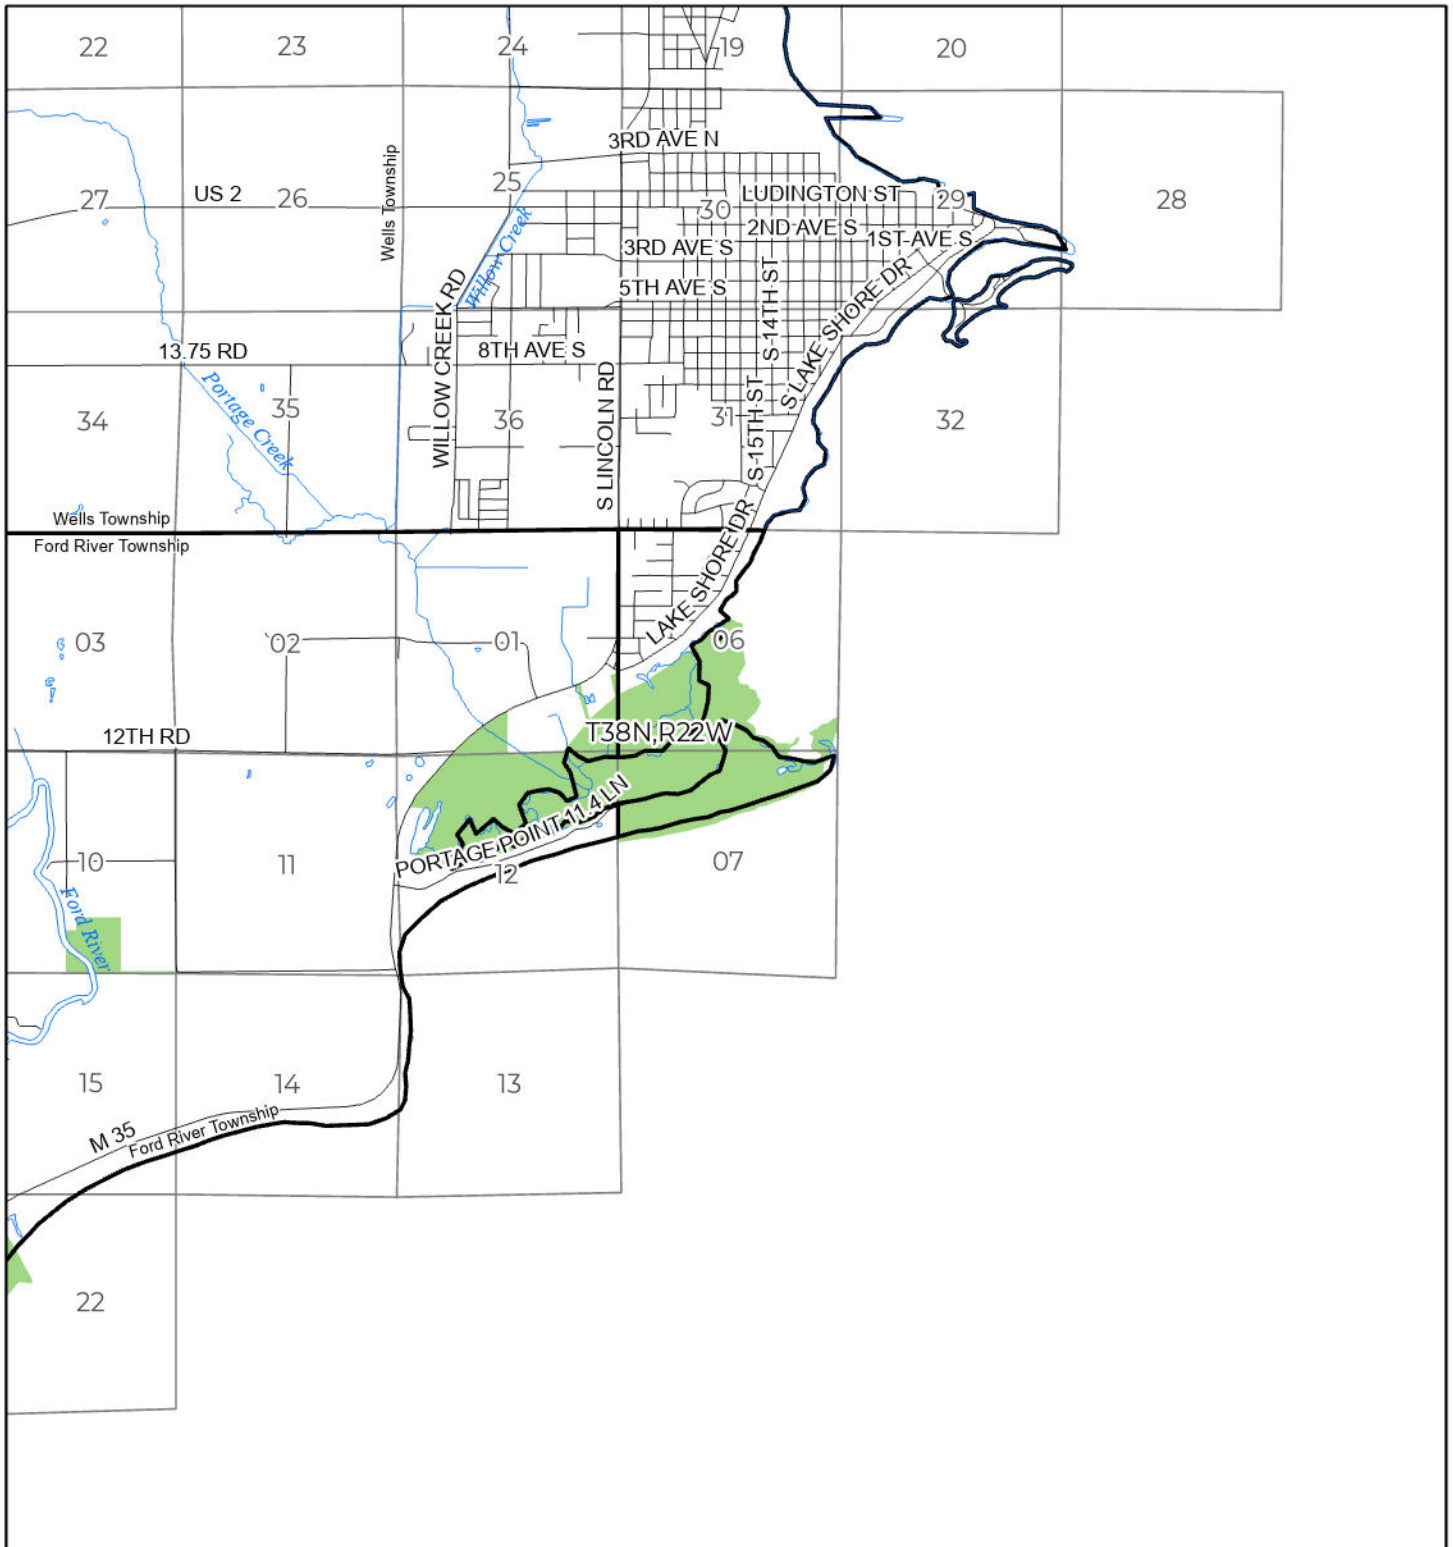 22
23
24
19
20
3RD AVE N
Wells Township
27
US 2
26
25
30
LUDINGTON ST
29
28
Willow Creek
2ND AVE S
1ST AVE S
3RD AVE S
5TH AVE S
S 14TH ST
S LAKE SHORE DR
WILLOW CREEK RD
13.75 RD
8TH AVE S
S LINCOLN RD
Portage Creek
34
35
36
31
S 15TH ST
32
Wells Township
Ford River Township
LAKE SHORE DR
03
02
01
06
12TH RD
T38N,R22W
PORTAGE POINT 11.4 LN
10
11
12
07
Ford River
15
14
13
M 35
Ford River Township
22